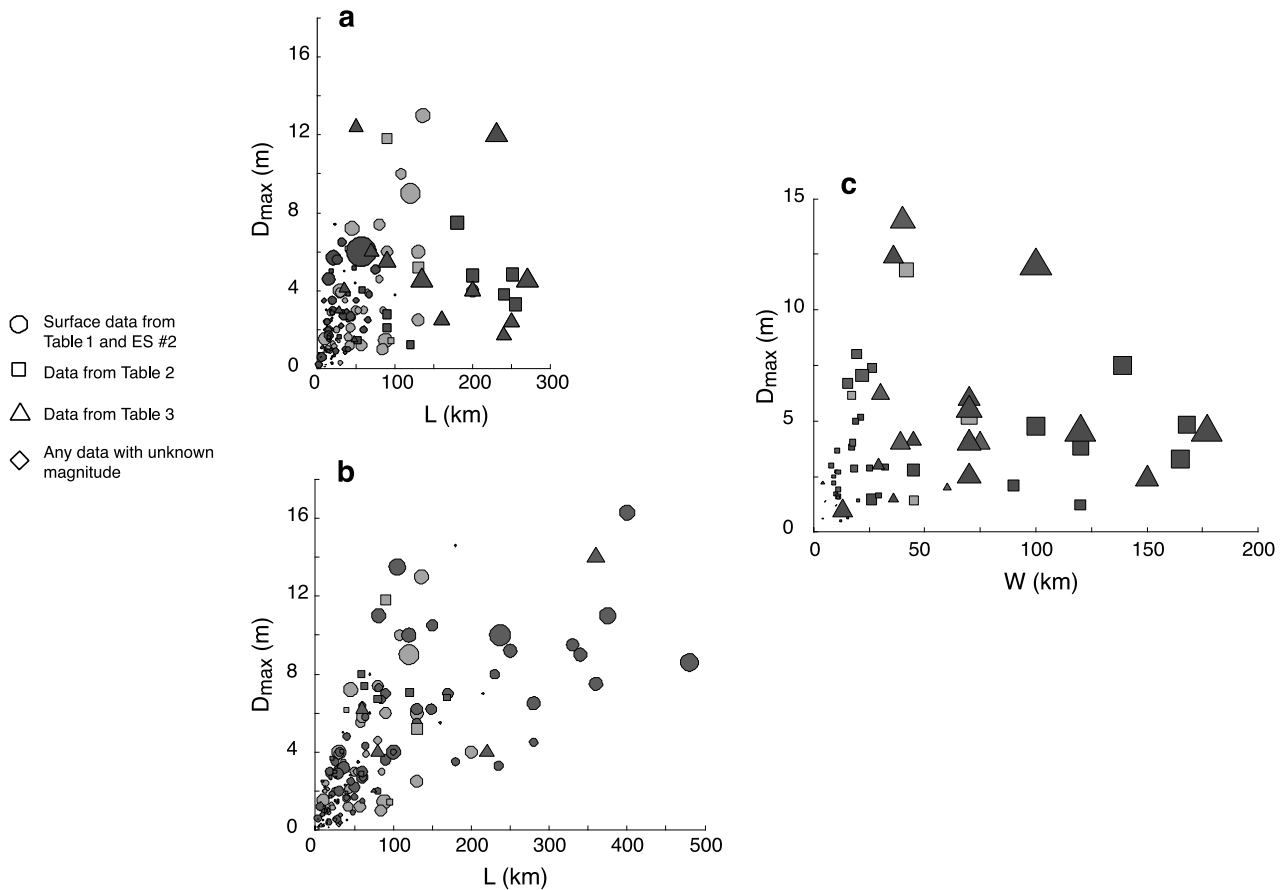 a
16
12
8
4
0
Dmax (m)
0 100 200 300
L (km)
Surface data from
Table 1 and ES #2
Data from Table 2
Data from Table 3
Any data with unknown
magnitude
b
16
12
8
4
0
Dmax (m)
0 100 200 300 400 500
L (km)
c
15
10
5
0
Dmax (m)
0 50 100 150 200
W (km)